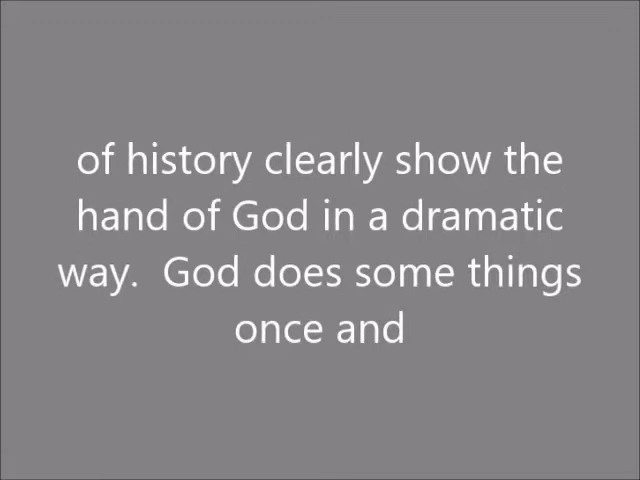 of history clearly show the
hand of God in a dramatic
way.  God does some things
once and